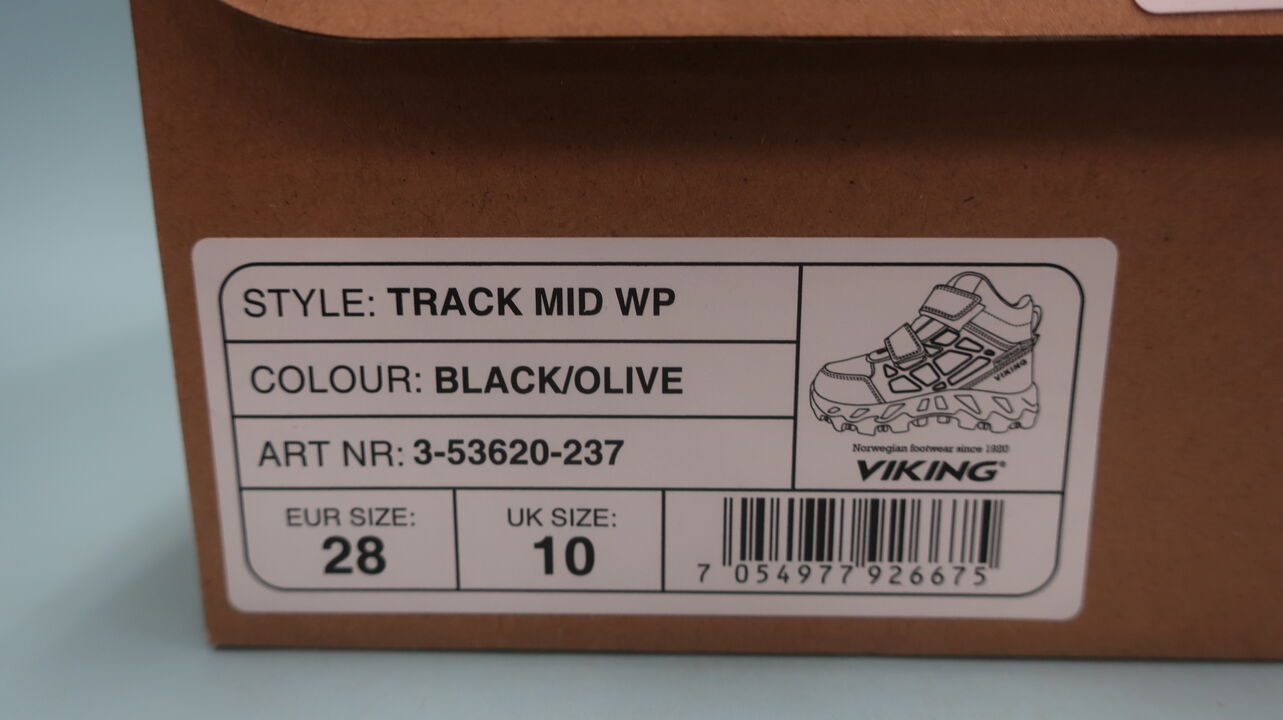 STYLE: TRACK MID WP
COLOUR: BLACK/OLIVE
ART NR: 3-53620-237
VIKING
Norwegian footwear since 1920
VIKING®
EUR SIZE:
28
UK SIZE:
10
7 054977 926675